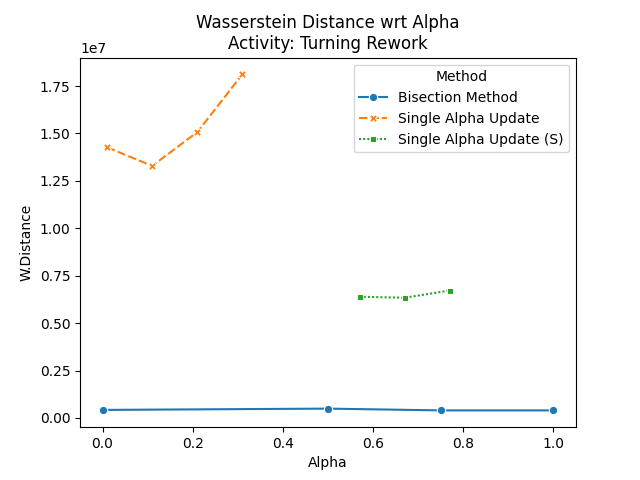 Wasserstein Distance wrt Alpha
Activity: Turning Rework
1e7
Method
Bisection Method
Single Alpha Update
Single Alpha Update (S)
W.Distance
1.75
1.50
1.25
1.00
0.75
0.50
0.25
0.00
0.0 0.2 0.4 0.6 0.8 1.0
Alpha